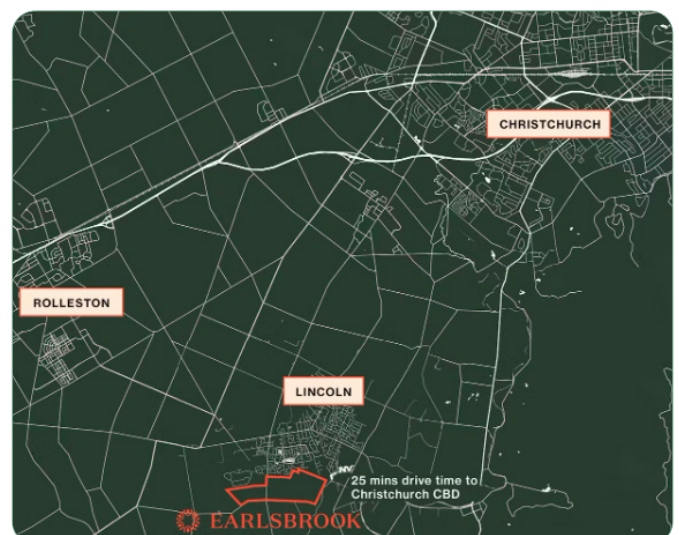 CHRISTCHURCH
ROLLESTON
LINCOLN
25 mins drive time to
Christchurch CBD
EARLSBROOK